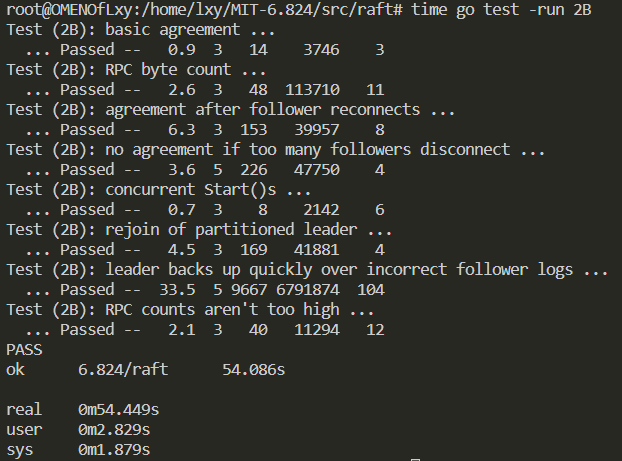 root@OMENOfLxy:/home/lxy/MIT-6.824/src/raft# time go test -run 2B
Test (2B): basic agreement ...
  ... Passed --   0.9  3   14    3746    3
Test (2B): RPC byte count ...
  ... Passed --   2.6  3   48  113710   11
Test (2B): agreement after follower reconnects ...
  ... Passed --   6.3  3  153   39957    8
Test (2B): no agreement if too many followers disconnect ...
  ... Passed --   3.6  5  226   47750    4
Test (2B): concurrent Start()s ...
  ... Passed --   0.7  3    8    2142    6
Test (2B): rejoin of partitioned leader ...
  ... Passed --   4.5  3  169   41881    4
Test (2B): leader backs up quickly over incorrect follower logs ...
  ... Passed --  33.5  5 9667 6791874  104
Test (2B): RPC counts aren't too high ...
  ... Passed --   2.1  3   40   11294   12
PASS
ok      6.824/raft      54.086s

real    0m54.449s
user    0m2.829s
sys     0m1.879s